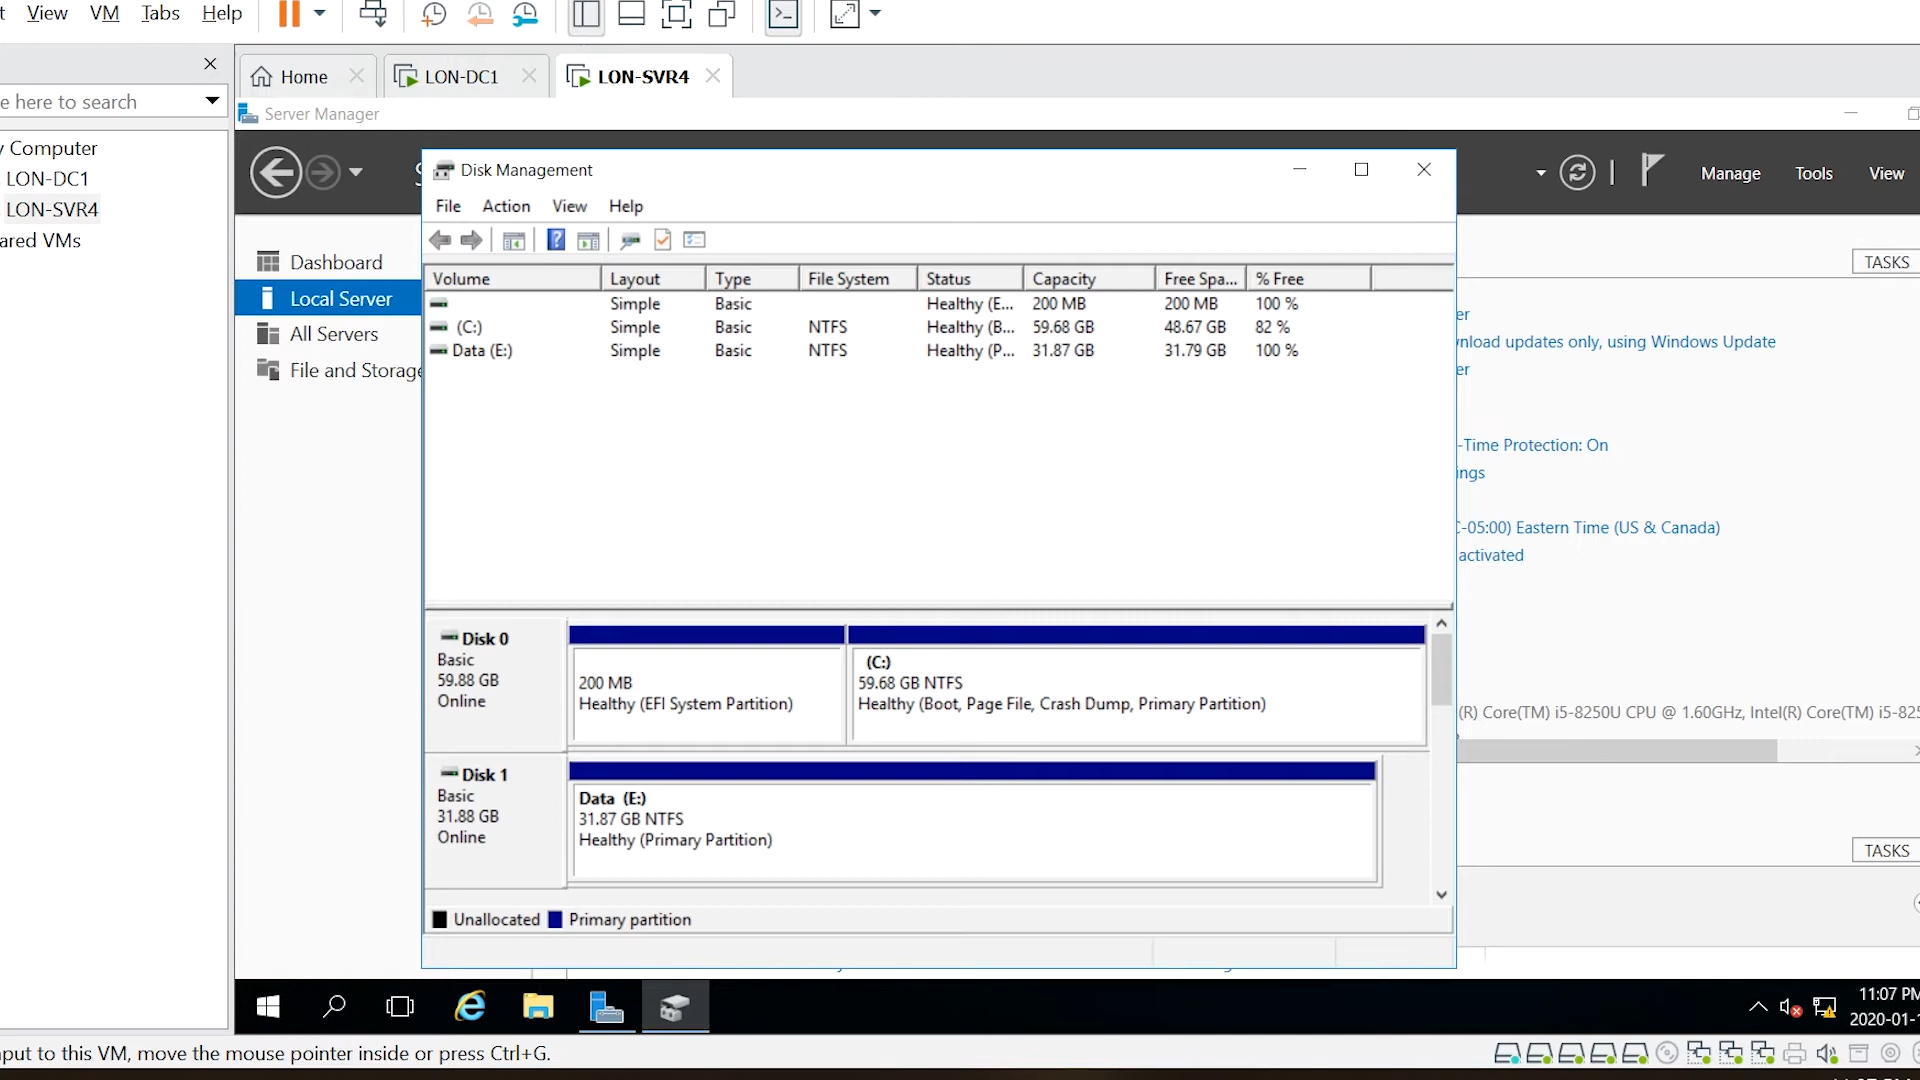 View VM Tabs Help
Home LON-DC1 LON-SVR4
e here to search
Server Manager
y Computer
LON-DC1
LON-SVR4
ared VMs
Manage Tools View
Dashboard
Local Server
All Servers
File and Storage
Disk Management
File Action View Help
Volume Layout Type File System Status Capacity Free Spa... % Free
Simple Basic Healthy (E... 200 MB 200 MB 100 %
(C:) Simple Basic NTFS Healthy (B... 59.68 GB 48.67 GB 82 %
Data (E:) Simple Basic NTFS Healthy (P... 31.87 GB 31.79 GB 100 %
Disk 0
Basic
59.88 GB
Online
200 MB
Healthy (EFI System Partition)
(C:)
59.68 GB NTFS
Healthy (Boot, Page File, Crash Dump, Primary Partition)
Disk 1
Basic
31.88 GB
Online
Data (E:)
31.87 GB NTFS
Healthy (Primary Partition)
Unallocated Primary partition
TASKS
er
nload updates only, using Windows Update
er
-Time Protection: On
ings
C-05:00) Eastern Time (US & Canada)
activated
(R) Core(TM) i5-8250U CPU @ 1.60GHz, Intel(R) Core(TM) i5-825
TASKS
11:07 PM
2020-01-1
put to this VM, move the mouse pointer inside or press Ctrl+G.